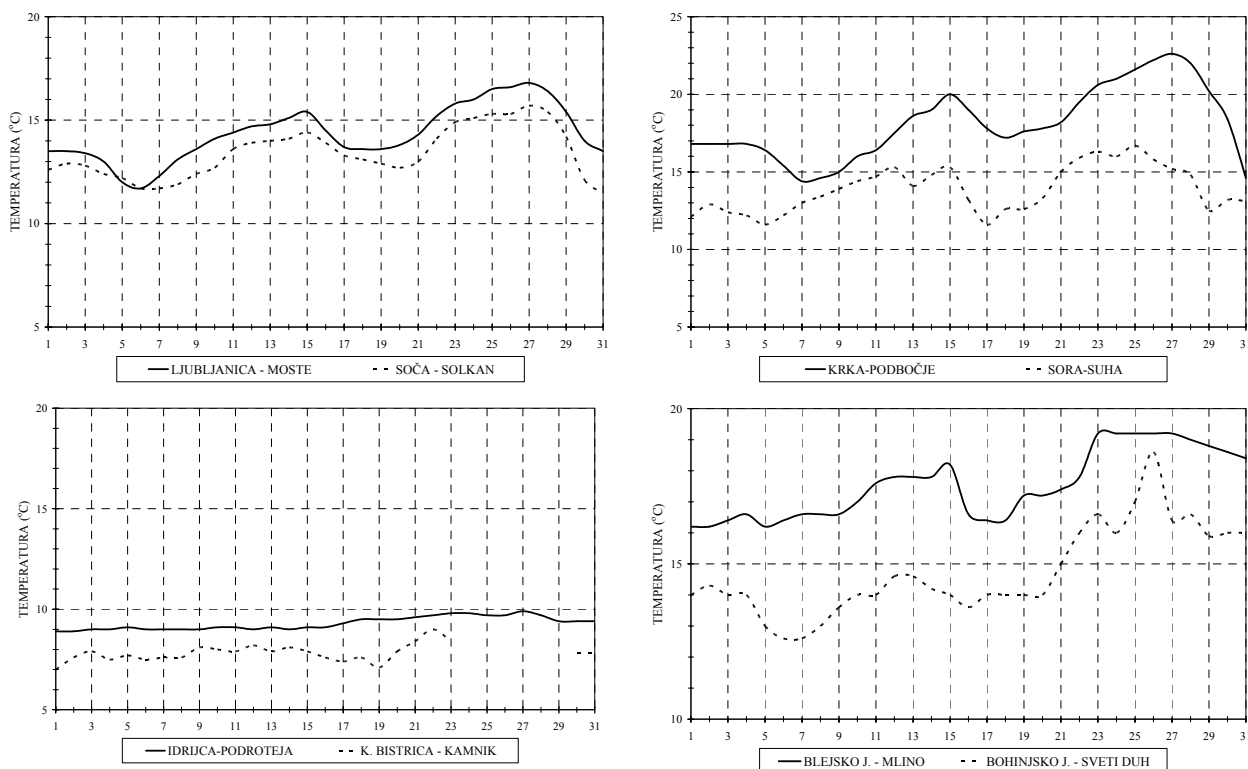 20
15
10
5
TEMPERATURA (°C)
1 3 5 7 9 11 13 15 17 19 21 23 25 27 29 31
LJUBLJANICA - MOSTE SOČA - SOLKAN
25
20
15
10
5
TEMPERATURA (°C)
1 3 5 7 9 11 13 15 17 19 21 23 25 27 29 31
KRKA-PODBOČJE SORA-SUHA
20
15
10
5
TEMPERATURA (°C)
1 3 5 7 9 11 13 15 17 19 21 23 25 27 29 31
IDRIJCA-PODROTEJA K. BISTRICA - KAMNIK
20
15
10
TEMPERATURA (°C)
1 3 5 7 9 11 13 15 17 19 21 23 25 27 29 31
BLEJSKO J. - MLINO BOHINJSKO J. - SVETI DUH